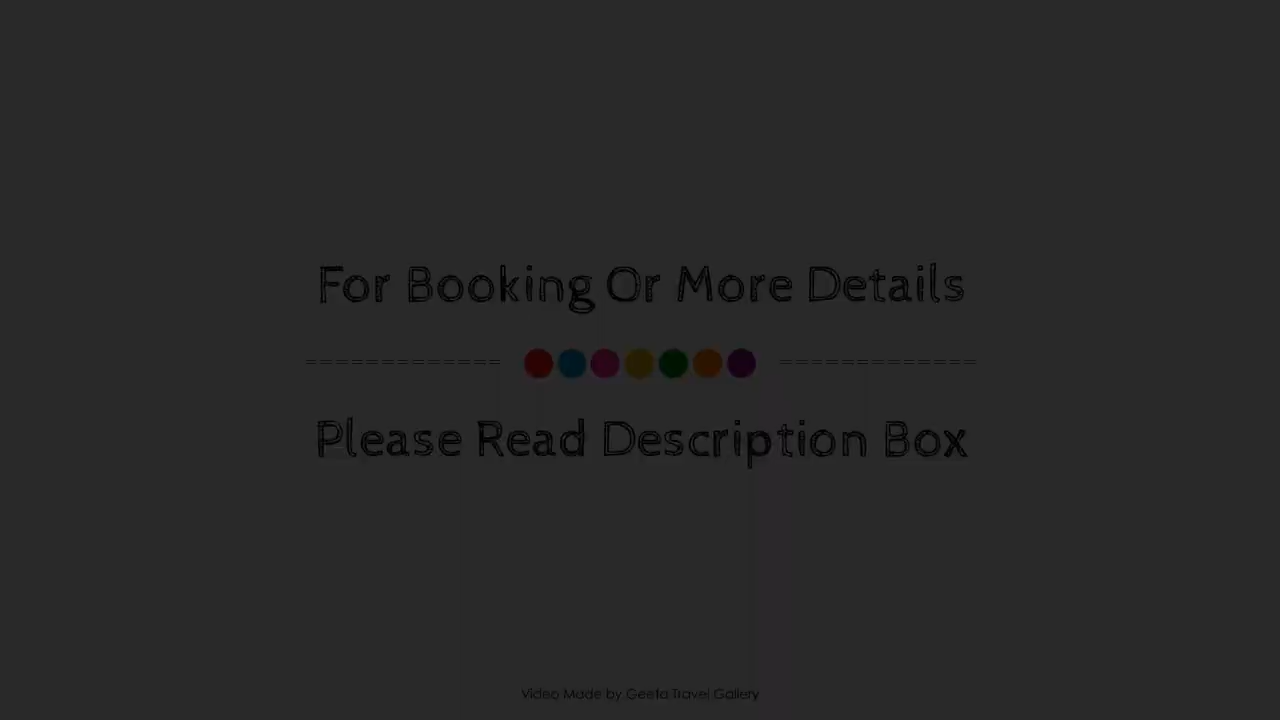 For Booking Or More Details
Please Read Description Box
Video Made by Geeta Travel Gallery